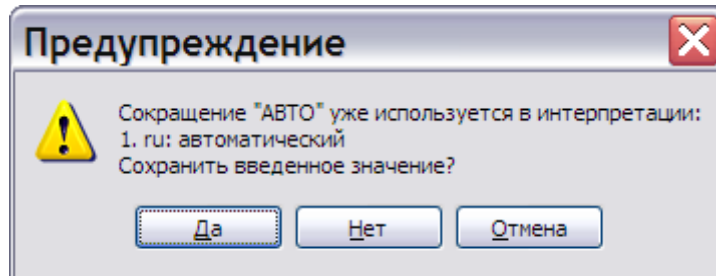 Предупреждение
Сокращение "АВТО" уже используется в интерпретации:
1. ru: автоматический
Сохранить введенное значение?
Да Нет Отмена